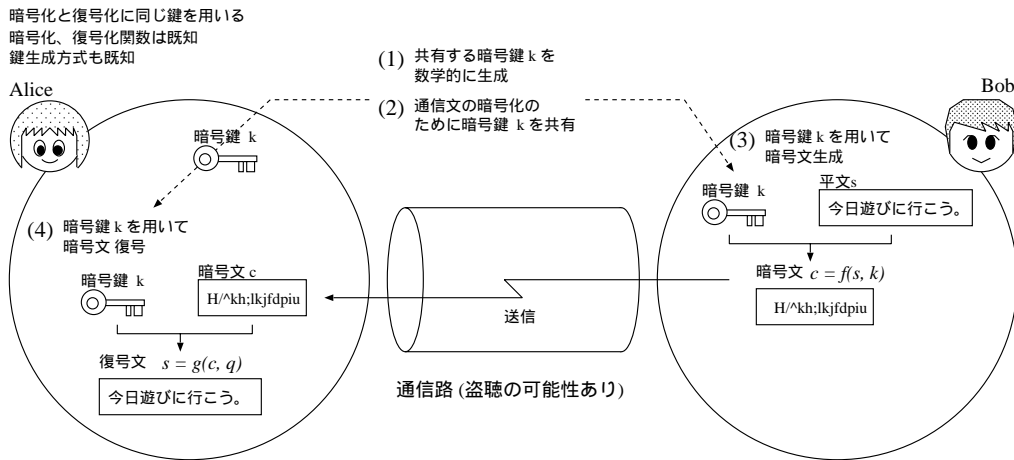 暗号化と復号化に同じ鍵を用いる
暗号化、復号化関数は既知
鍵生成方式も既知
Alice
Bob
(1) 共有する暗号鍵 k を
数学的に生成
(2) 通信文の暗号化の
ために暗号鍵 k を共有
暗号鍵 k
(3) 暗号鍵 k を用いて
暗号文生成
暗号鍵 k
平文s
今日遊びに行こう。
暗号文 c = f(s, k)
H/^kh;lkjfdpiu
送信
通信路 (盗聴の可能性あり)
(4) 暗号鍵 k を用いて
暗号文 復号
暗号鍵 k
暗号文 c
H/^kh;lkjfdpiu
復号文 s = g(c, q)
今日遊びに行こう。